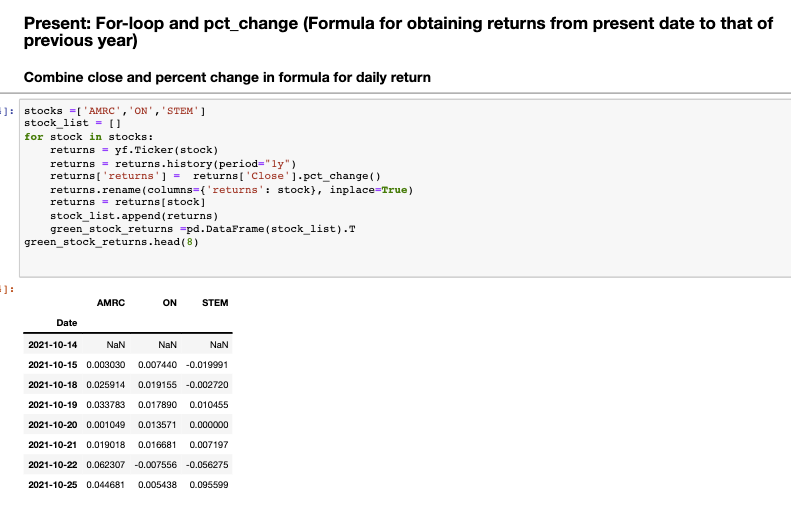 Present: For-loop and pct_change (Formula for obtaining returns from present date to that of
previous year)
Combine close and percent change in formula for daily return
]: stocks =['AMRC','ON','STEM']
stock_list = []
for stock in stocks:
    returns = yf.Ticker(stock)
    returns = returns.history(period="1y")
    returns['returns'] =  returns['Close'].pct_change()
    returns.rename(columns={'returns': stock}, inplace=True)
    returns = returns[stock]
    stock_list.append(returns)
    green_stock_returns =pd.DataFrame(stock_list).T
green_stock_returns.head(8)
]:
AMRC ON STEM
Date
2021-10-14 NaN NaN NaN
2021-10-15 0.003030 0.007440 -0.019991
2021-10-18 0.025914 0.019155 -0.002720
2021-10-19 0.033783 0.017890 0.010455
2021-10-20 0.001049 0.013571 0.000000
2021-10-21 0.019018 0.016681 0.007197
2021-10-22 0.062307 -0.007556 -0.056275
2021-10-25 0.044681 0.005438 0.095599